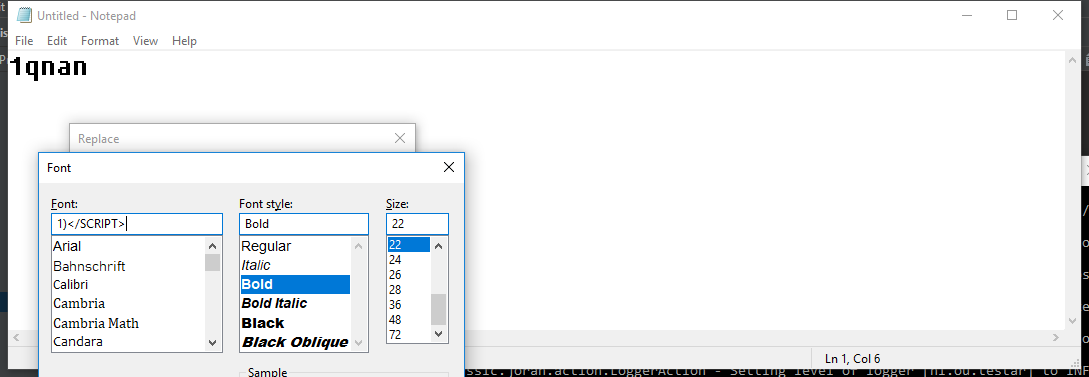 Untitled - Notepad
File Edit Format View Help
1qnan
Replace
Font
Font: Font style: Size:
1)</SCRIPT> Bold 22
Arial Regular 22
Bahnschrift Italic 24
Calibri Bold 26
Cambria Bold Italic 28
Cambria Math Black 36
Candara Black Oblique 48
72
Sample
Ln 1, Col 6
ssic.joran.action.LoggerAction - Setting level of logger [nl.ou.testar] to INF